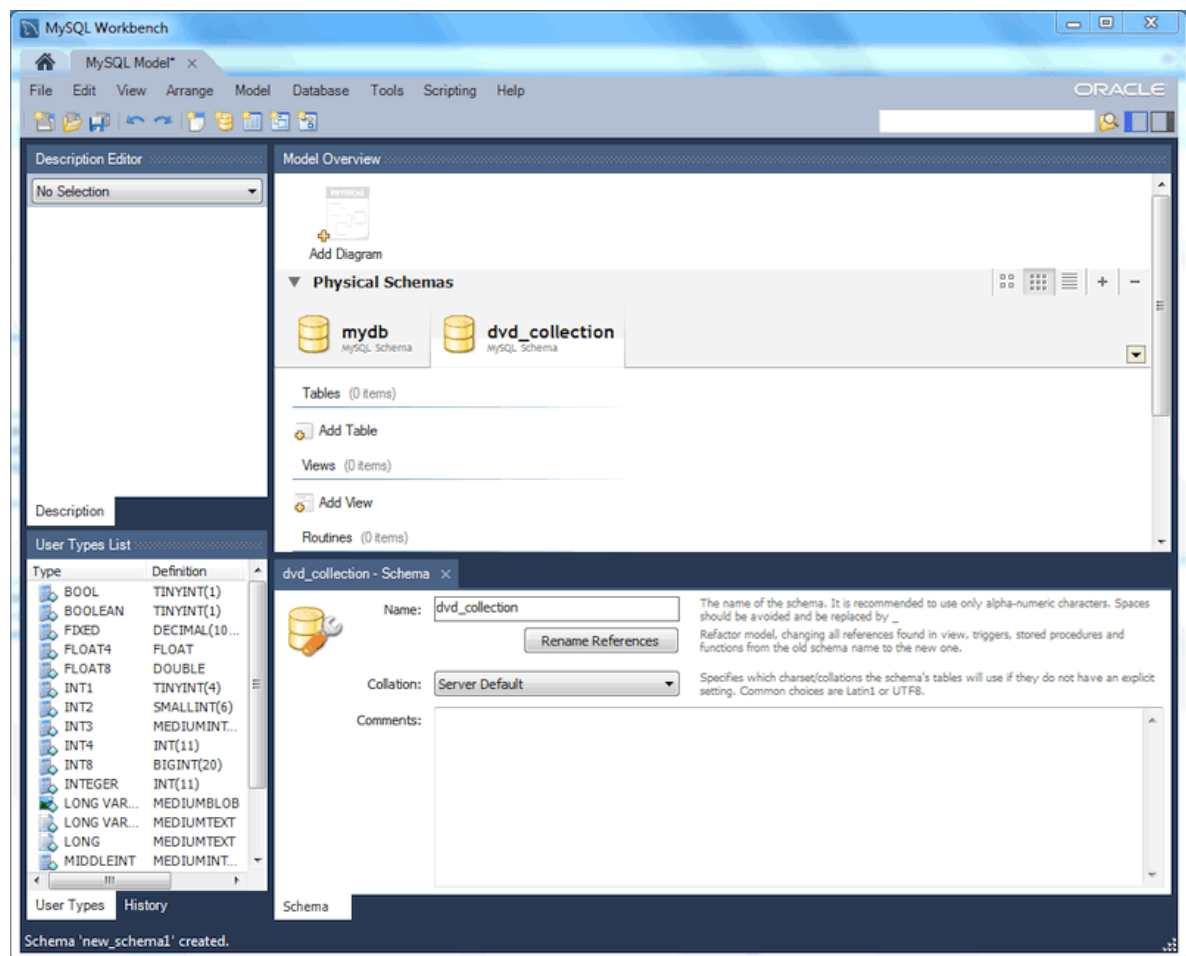 MySQL Workbench
MySQL Model*
File Edit View Arrange Model Database Tools Scripting Help
ORACLE
Description Editor
No Selection
Description
Model Overview
PHYSICAL
Add Diagram
Physical Schemas
mydb
MySQL Schema
dvd_collection
MySQL Schema
Tables (0 items)
Add Table
Views (0 items)
Add View
Routines (0 items)
User Types List
Type Definition
BOOL TINYINT(1)
BOOLEAN TINYINT(1)
FIXED DECIMAL(10...
FLOAT4 FLOAT
FLOAT8 DOUBLE
INT1 TINYINT(4)
INT2 SMALLINT(6)
INT3 MEDIUMINT...
INT4 INT(11)
INT8 BIGINT(20)
INTEGER INT(11)
LONG VAR... MEDIUMBLOB
LONG VAR... MEDIUMTEXT
LONG MEDIUMTEXT
MIDDLEINT MEDIUMINT...
User Types History
dvd_collection - Schema
Name: dvd_collection
The name of the schema. It is recommended to use only alpha-numeric characters. Spaces
should be avoided and be replaced by _
Rename References
Refactor model, changing all references found in view, triggers, stored procedures and
functions from the old schema name to the new one.
Collation: Server Default
Specifies which charset/collations the schema's tables will use if they do not have an explicit
setting. Common choices are Latin1 or UTF8.
Comments:
Schema
Schema 'new_schema1' created.